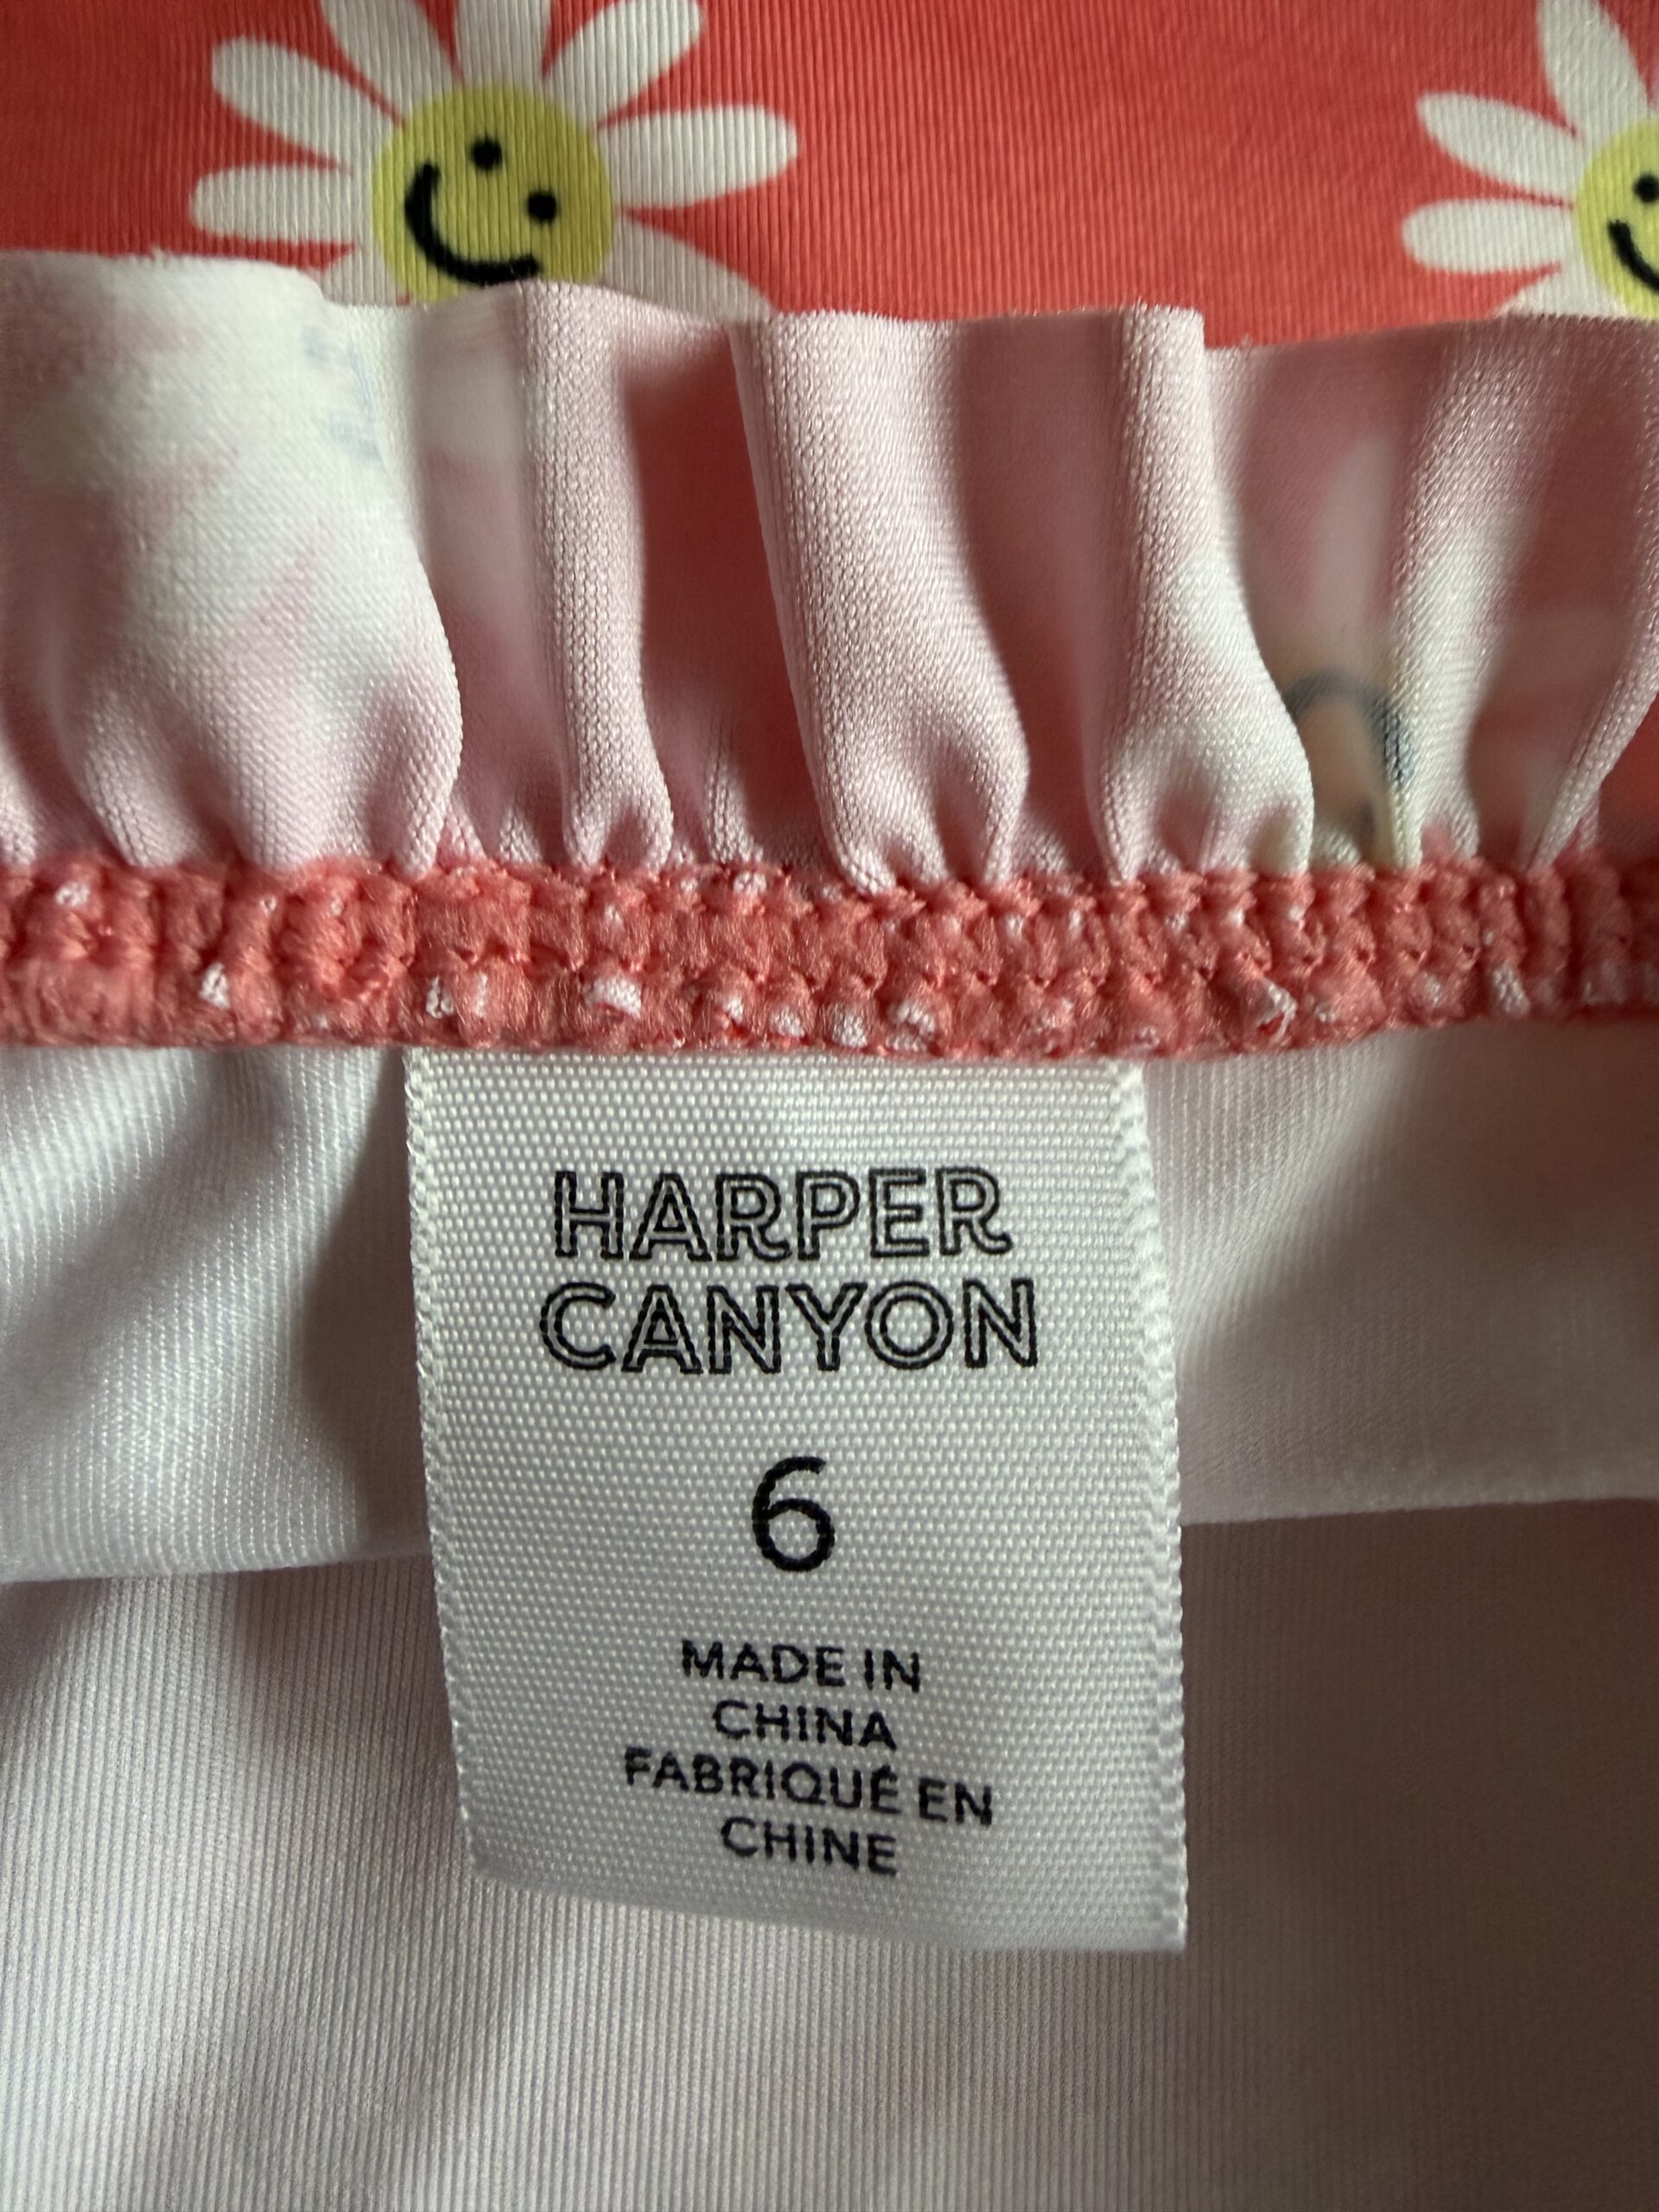 HARPER
CANYON
6
MADE IN
CHINA
FABRIQUÉ EN
CHINE